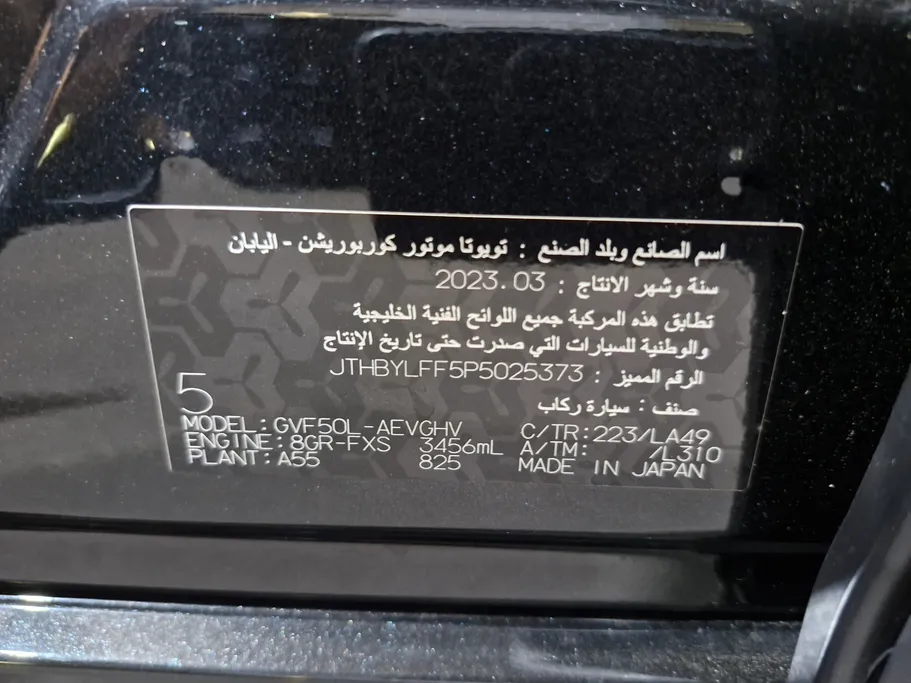 اسم الصانع وبلد الصنع : تويوتا موتور كوربوريشن - اليابان
سنة وشهر الانتاج : 2023.03
تطابق هذه المركبة جميع اللوائح الفنية الخليجية
والوطنية للسيارات التي صدرت حتى تاريخ الإنتاج
الرقم المميز : JTHBYLFF5P5025373
صنف : سيارة ركاب
5
MODEL:GVF50L-AEVGHV C/TR:223/LA49
ENGINE:8GR-FXS 3456mL A/TM: /L310
PLANT:A55 825 MADE IN JAPAN